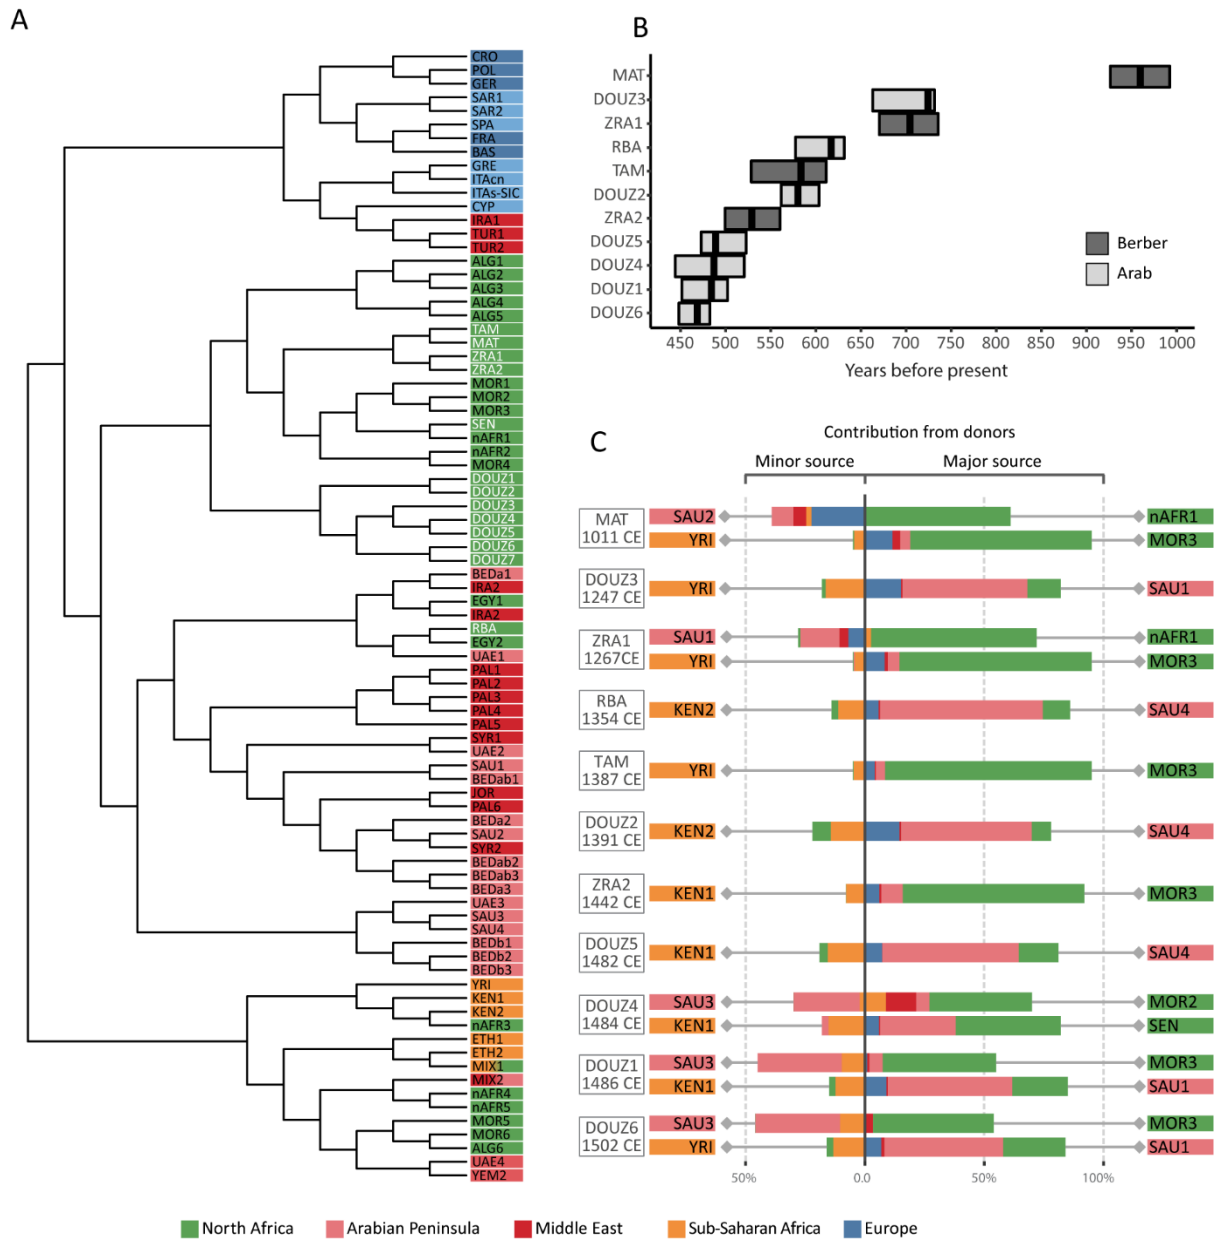 A
CRO
POL
GER
SAR1
SAR2
SPA
FRA
BAS
GRE
ITAcn
ITAs-SIC
CYP
IRA1
TUR1
TUR2
ALG1
ALG2
ALG3
ALG4
ALG5
TAM
MAT
ZRA1
ZRA2
MOR1
MOR2
MOR3
SEN
nAFR1
nAFR2
MOR4
DOUZ1
DOUZ2
DOUZ3
DOUZ4
DOUZ5
DOUZ6
DOUZ7
BEDa1
IRA2
EGY1
IRA2
RBA
EGY2
UAE1
PAL1
PAL2
PAL3
PAL4
PAL5
SYR1
UAE2
SAU1
BEDab1
JOR
PAL6
BEDa2
SAU2
SYR2
BEDab2
BEDab3
BEDa3
UAE3
SAU3
SAU4
BEDb1
BEDb2
BEDb3
YRI
KEN1
KEN2
nAFR3
ETH1
ETH2
MIX1
MIX2
nAFR4
nAFR5
MOR5
MOR6
ALG6
UAE4
YEM2
B
MAT
DOUZ3
ZRA1
RBA
TAM
DOUZ2
ZRA2
DOUZ5
DOUZ4
DOUZ1
DOUZ6
Berber
Arab
450 500 550 600 650 700 750 800 850 900 950 1000
Years before present
C
Contribution from donors
Minor source Major source
MAT
1011 CE
SAU2 nAFR1
YRI MOR3
DOUZ3
1247 CE
YRI SAU1
ZRA1
1267CE
SAU1 nAFR1
YRI MOR3
RBA
1354 CE
KEN2 SAU4
TAM
1387 CE
YRI MOR3
DOUZ2
1391 CE
KEN2 SAU4
ZRA2
1442 CE
KEN1 MOR3
DOUZ5
1482 CE
KEN1 SAU4
DOUZ4
1484 CE
SAU3 MOR2
KEN1 SEN
DOUZ1
1486 CE
SAU3 MOR3
KEN1 SAU1
DOUZ6
1502 CE
SAU3 MOR3
YRI SAU1
50% 0.0 50% 100%
North Africa Arabian Peninsula Middle East Sub-Saharan Africa Europe